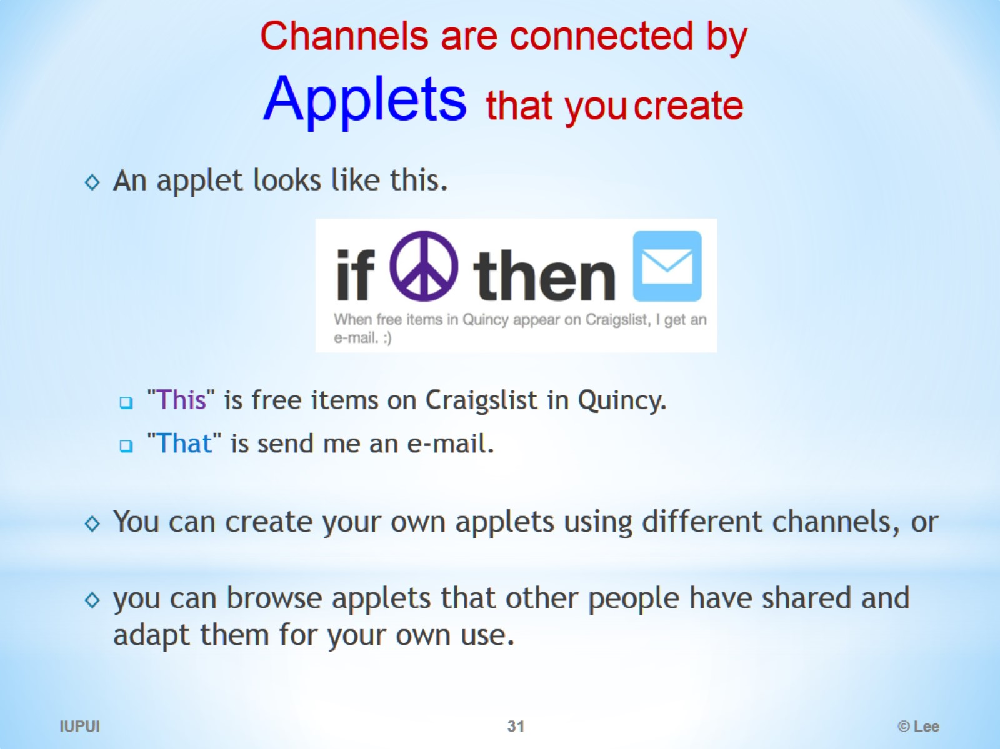 Channels are connected by
Applets that you create
An applet looks like this.
if then
When free items in Quincy appear on Craigslist, I get an
e-mail. :)
"This" is free items on Craigslist in Quincy.
"That" is send me an e-mail.
You can create your own applets using different channels, or
you can browse applets that other people have shared and
adapt them for your own use.
IUPUI 31 © Lee